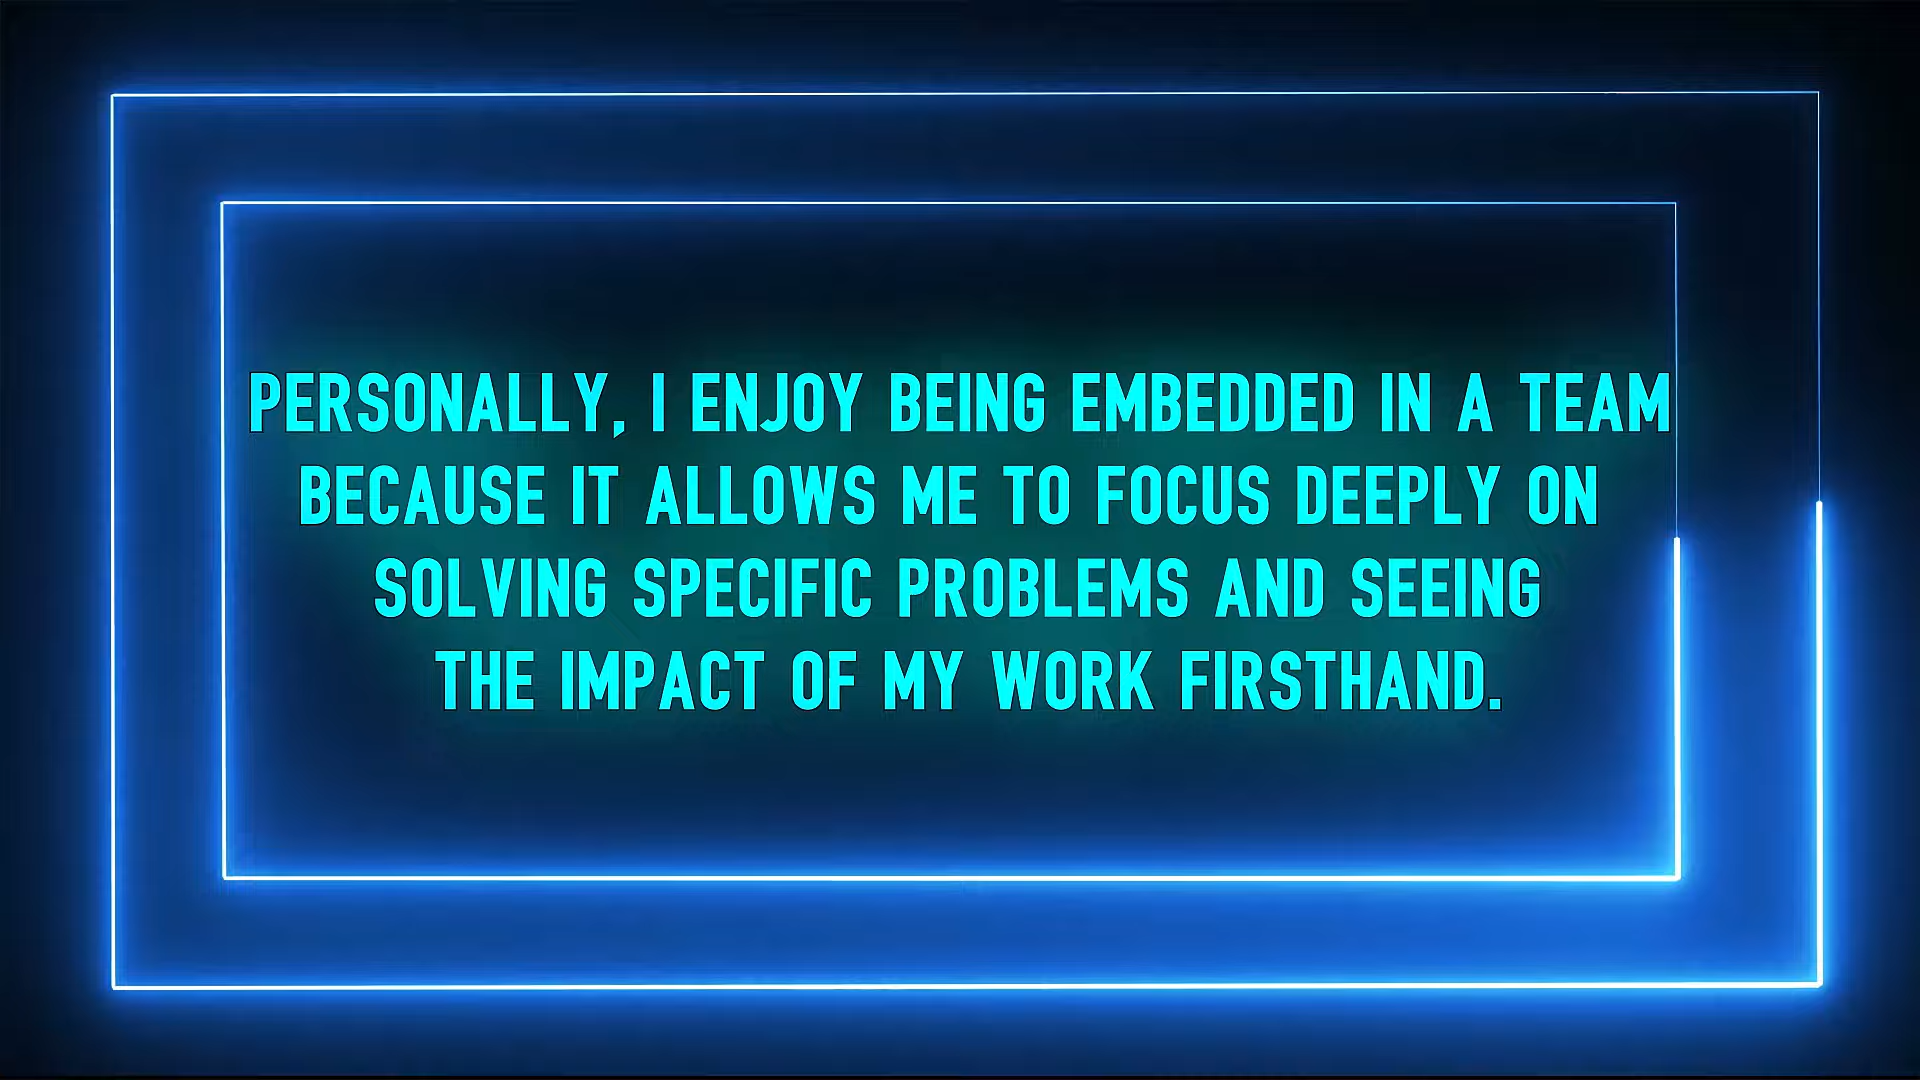 PERSONALLY, I ENJOY BEING EMBEDDED IN A TEAM
BECAUSE IT ALLOWS ME TO FOCUS DEEPLY ON
SOLVING SPECIFIC PROBLEMS AND SEEING
THE IMPACT OF MY WORK FIRSTHAND.